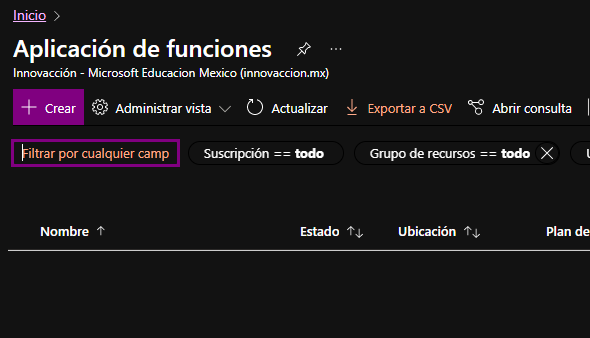 Inicio >
Aplicación de funciones ...
Innovacción - Microsoft Educacion Mexico (innovaccion.mx)
+ Crear Administrar vista Actualizar Exportar a CSV Abrir consulta
Filtrar por cualquier camp Suscripción == todo Grupo de recursos == todo
Nombre ↑ Estado ↑↓ Ubicación ↑↓ Plan de